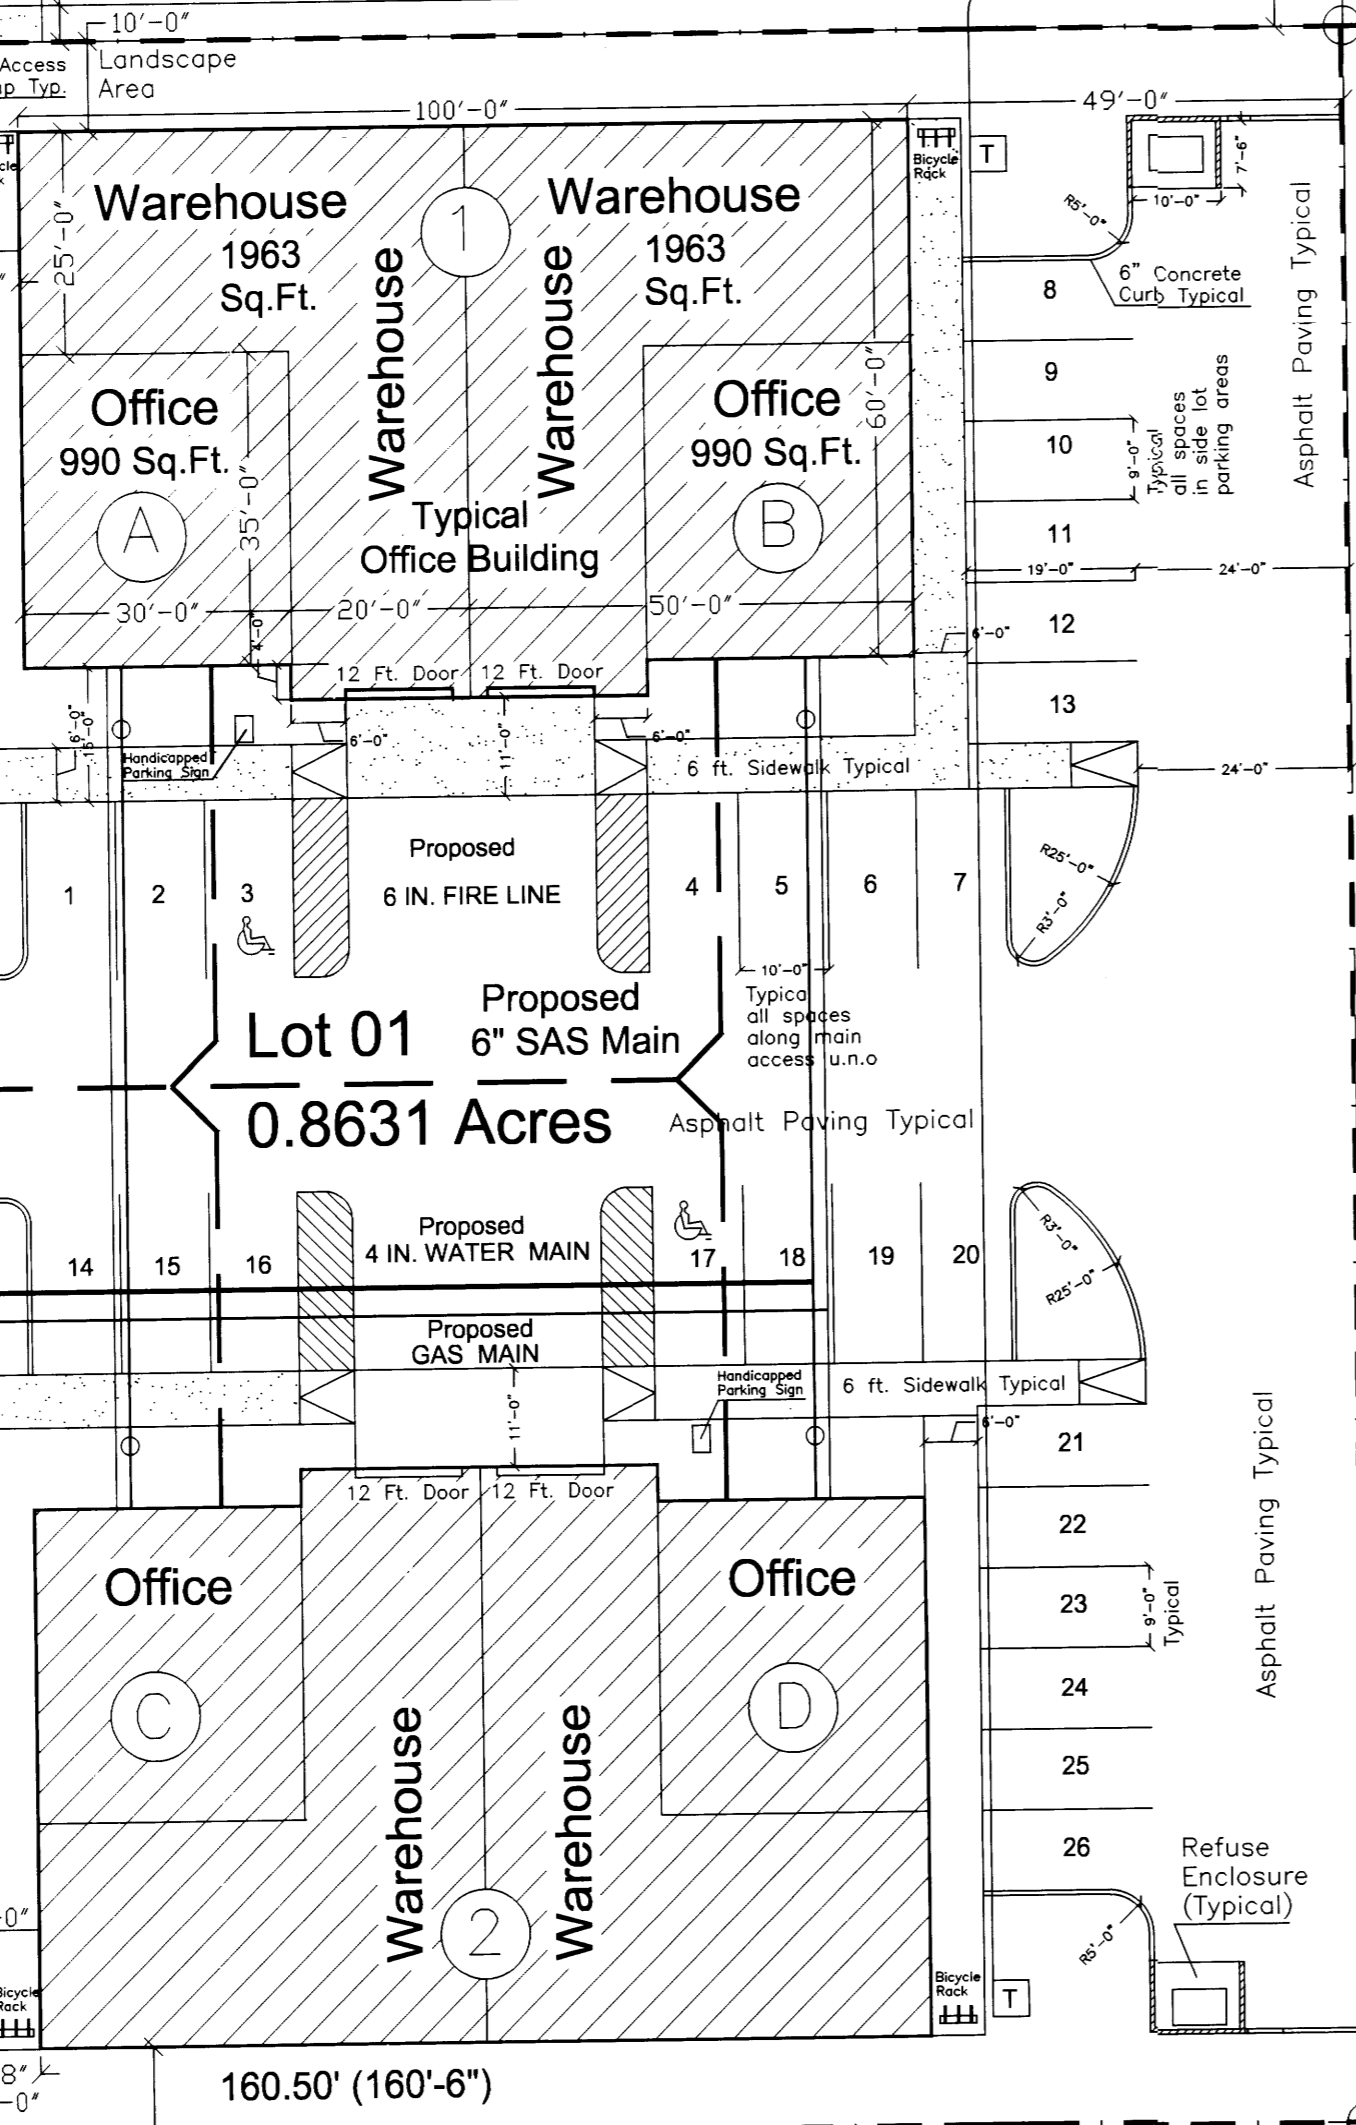 10'-0"
Access
Typ.
Landscape
Area
100'-0"
49'-0"
Bicycle
Rack
T
7'-6"
10'-0"
R5'-0"
6" Concrete
Curb Typical
Asphalt Paving Typical
Warehouse
1963
Sq.Ft.
1
Warehouse
1963
Sq.Ft.
25'-0"
Warehouse
Warehouse
Office
990 Sq.Ft.
A
35'-0"
Typical
Office Building
Office
990 Sq.Ft.
B
60'-0"
8
9
10
11
9'-0"
Typical
all spaces
in side lot
parking areas
19'-0"
24'-0"
30'-0"
20'-0"
50'-0"
4'-0"
12
6'-0"
13
12 Ft. Door
12 Ft. Door
6'-0"
15'-0"
Handicapped
Parking Sign
6'-0"
11'-0"
6'-0"
6 ft. Sidewalk Typical
24'-0"
1
2
3
Proposed
6 IN. FIRE LINE
4
5
6
7
R25'-0"
R3'-0"
10'-0"
Typical
all spaces
along main
access u.n.o
Lot 01
Proposed
6" SAS Main
0.8631 Acres
Asphalt Paving Typical
14
15
16
Proposed
4 IN. WATER MAIN
17
18
19
20
R3'-0"
R25'-0"
Proposed
GAS MAIN
Handicapped
Parking Sign
6 ft. Sidewalk Typical
11'-0"
6'-0"
12 Ft. Door
12 Ft. Door
21
22
23
24
25
26
9'-0"
Typical
Asphalt Paving Typical
Office
C
Office
D
Warehouse
Warehouse
2
Refuse
Enclosure
(Typical)
R5'-0"
Bicycle
Rack
T
Bicycle
Rack
160.50' (160'-6")